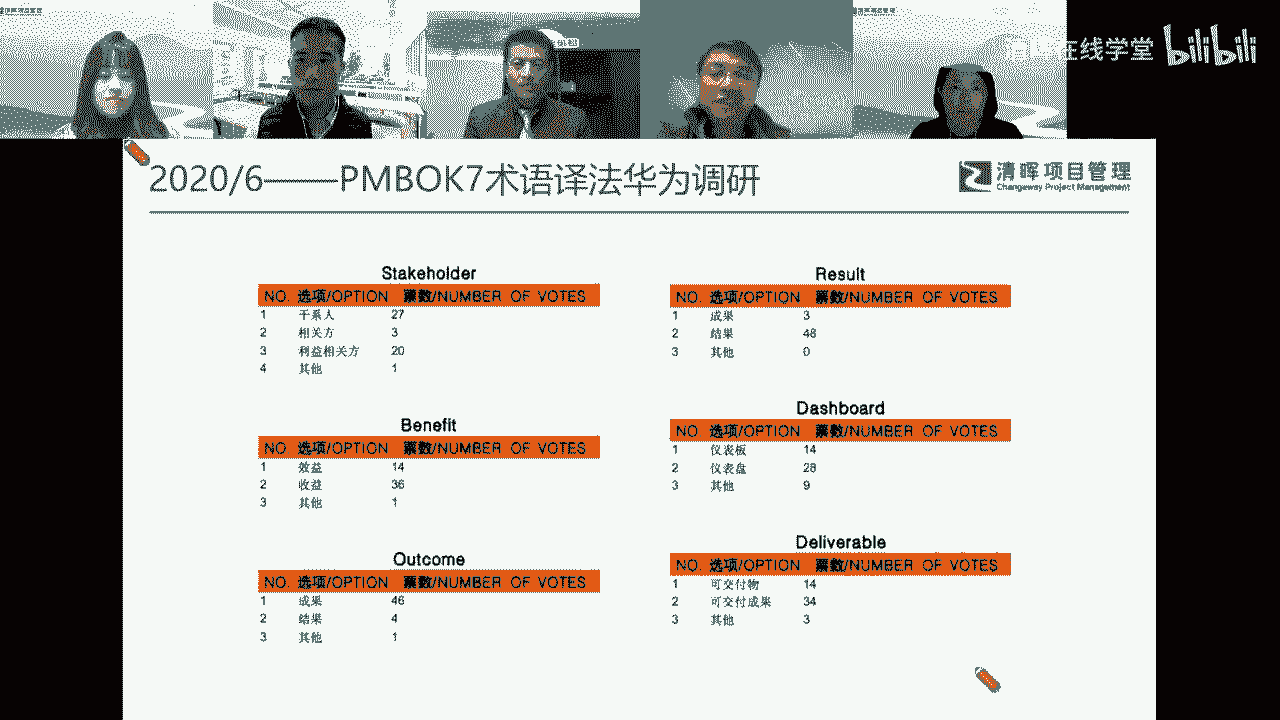 在线学堂 bilibili
2020/6——PMBOK7术语译法华为调研
清晖项目管理
Changeway Project Management
Stakeholder
NO. 选项/OPTION 票数/NUMBER OF VOTES
1 干系人 27
2 相关方 3
3 利益相关方 20
4 其他 1
Benefit
NO. 选项/OPTION 票数/NUMBER OF VOTES
1 效益 14
2 收益 36
3 其他 1
Outcome
NO. 选项/OPTION 票数/NUMBER OF VOTES
1 成果 46
2 结果 4
3 其他 1
Result
NO. 选项/OPTION 票数/NUMBER OF VOTES
1 成果 3
2 结果 48
3 其他 0
Dashboard
NO. 选项/OPTION 票数/NUMBER OF VOTES
1 仪表板 14
2 仪表盘 28
3 其他 9
Deliverable
NO. 选项/OPTION 票数/NUMBER OF VOTES
1 可交付物 14
2 可交付成果 34
3 其他 3